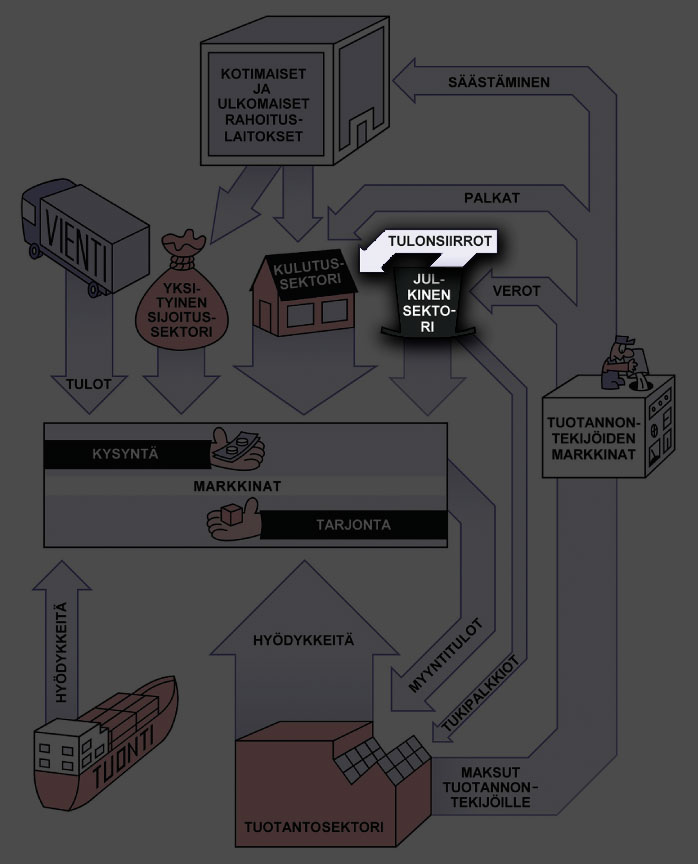 KOTIMAISET
JA
ULKOMAISET
RAHOITUS-
LAITOKSET
SÄÄSTÄMINEN
PALKAT
VIENTI
TULONSIIRROT
KULUTUS-
SEKTORI
YKSI-
TYINEN
SIJOITUS-
SEKTORI
JUL-
KINEN
SEKTO-
RI
VEROT
TULOT
TUOTANNON-
TEKIJÖIDEN
MARKKINAT
KYSYNTÄ
MARKKINAT
TARJONTA
HYÖDYKKEITÄ
HYÖDYKKEITÄ
MYYNTITULOT
TUKIPALKKIOT
TUONTI
TUOTANTOSEKTORI
MAKSUT
TUOTANNON-
TEKIJÖILLE